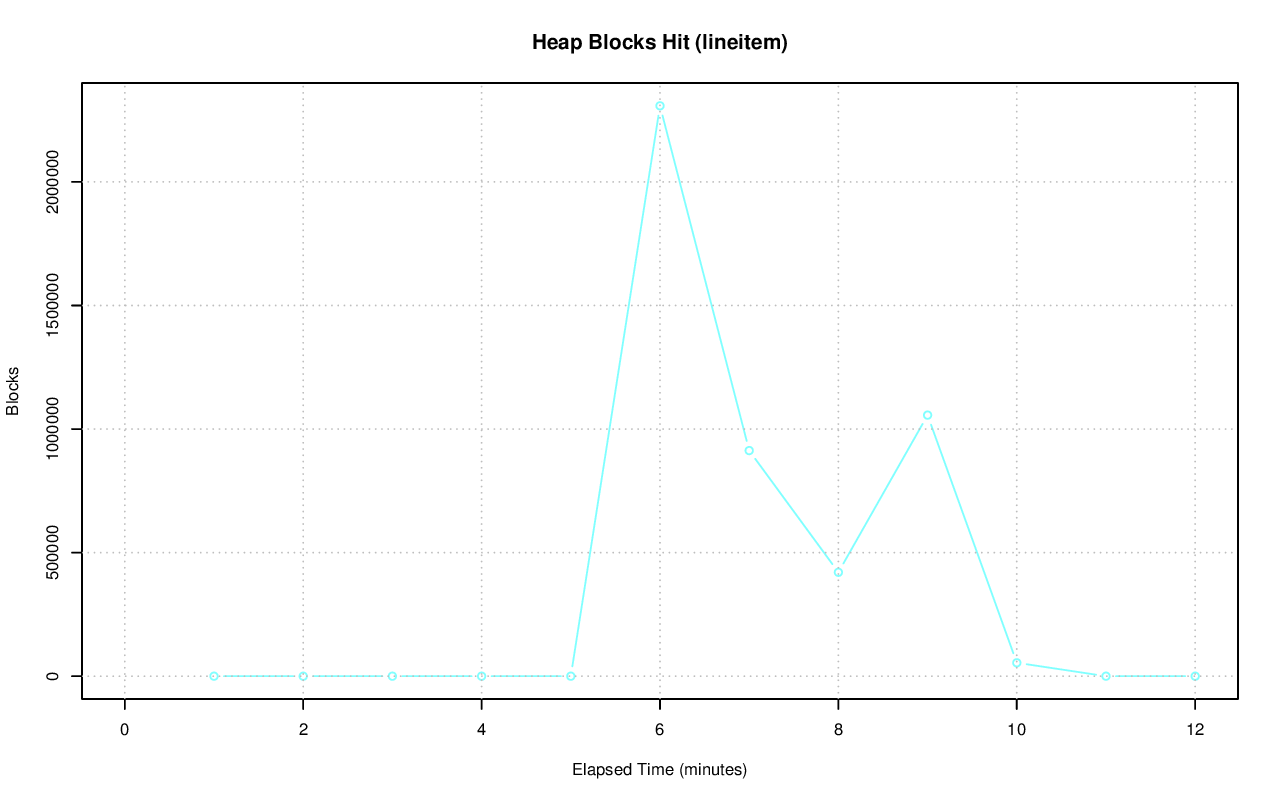 Heap Blocks Hit (lineitem)
Blocks
2000000
1500000
1000000
500000
0
0 2 4 6 8 10 12
Elapsed Time (minutes)